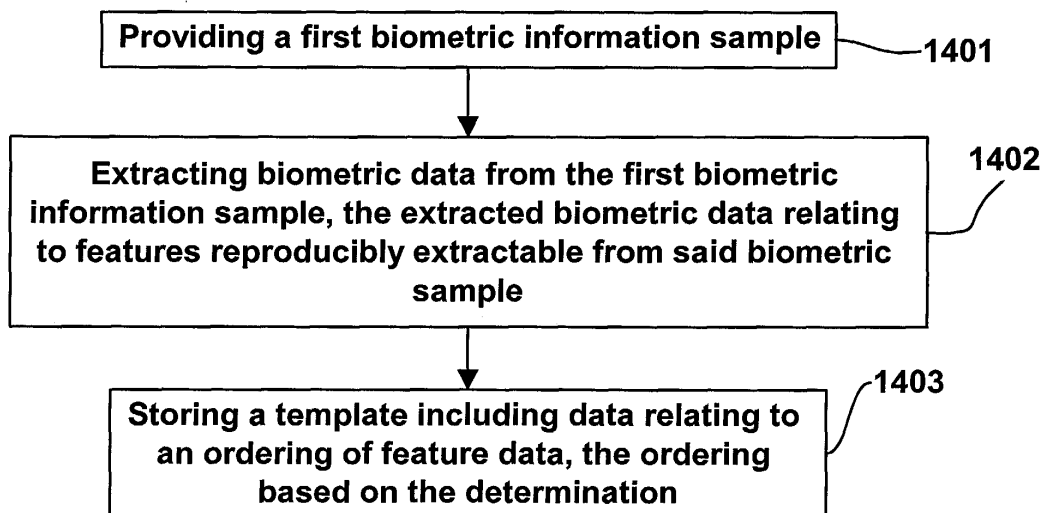 Providing a first biometric information sample
1401
Extracting biometric data from the first biometric
1402
information sample, the extracted biometric data relating
to features reproducibly extractable from said biometric
sample
1403
Storing a template including data relating to
an ordering of feature data, the ordering
based on the determination